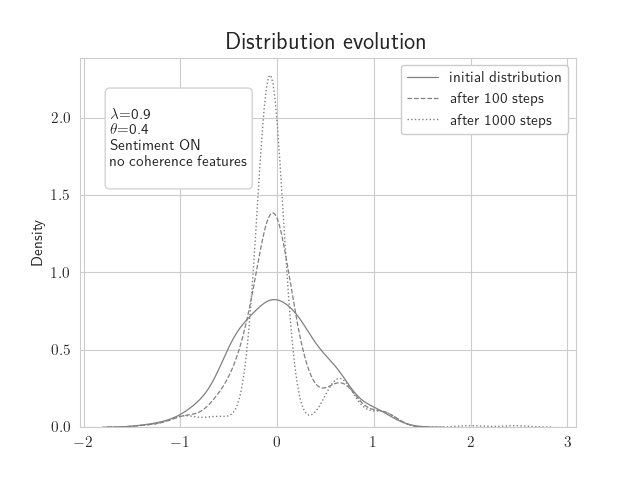 Distribution evolution
λ=0.9
θ=0.4
Sentiment ON
no coherence features
initial distribution
after 100 steps
after 1000 steps
Density
2.0
1.5
1.0
0.5
0.0
−2 −1 0 1 2 3